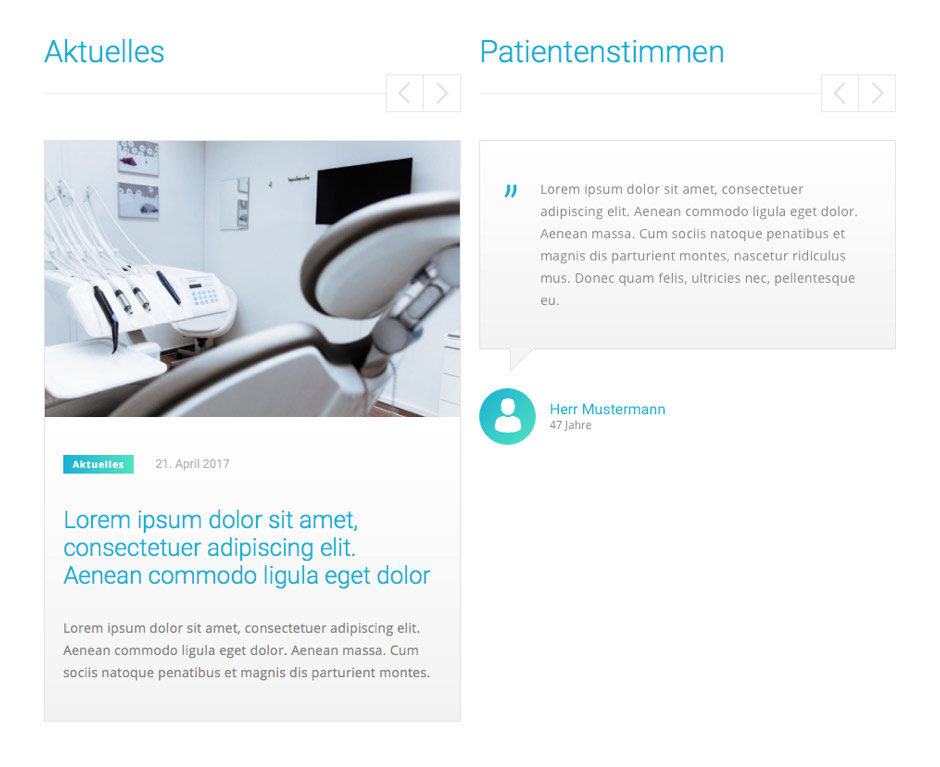 Aktuelles
Lorem ipsum dolor sit amet,
consectetuer adipiscing elit.
Aenean commodo ligula eget dolor
Aktuelles
21. April 2017
Lorem ipsum dolor sit amet, consectetuer adipiscing elit.
Aenean commodo ligula eget dolor. Aenean massa. Cum
sociis natoque penatibus et magnis dis parturient montes.
Patientenstimmen
„
Lorem ipsum dolor sit amet, consectetuer
adipiscing elit. Aenean commodo ligula eget dolor.
Aenean massa. Cum sociis natoque penatibus et
magnis dis parturient montes, nascetur ridiculus
mus. Donec quam felis, ultricies nec, pellentesque
eu.
Herr Mustermann
47 Jahre